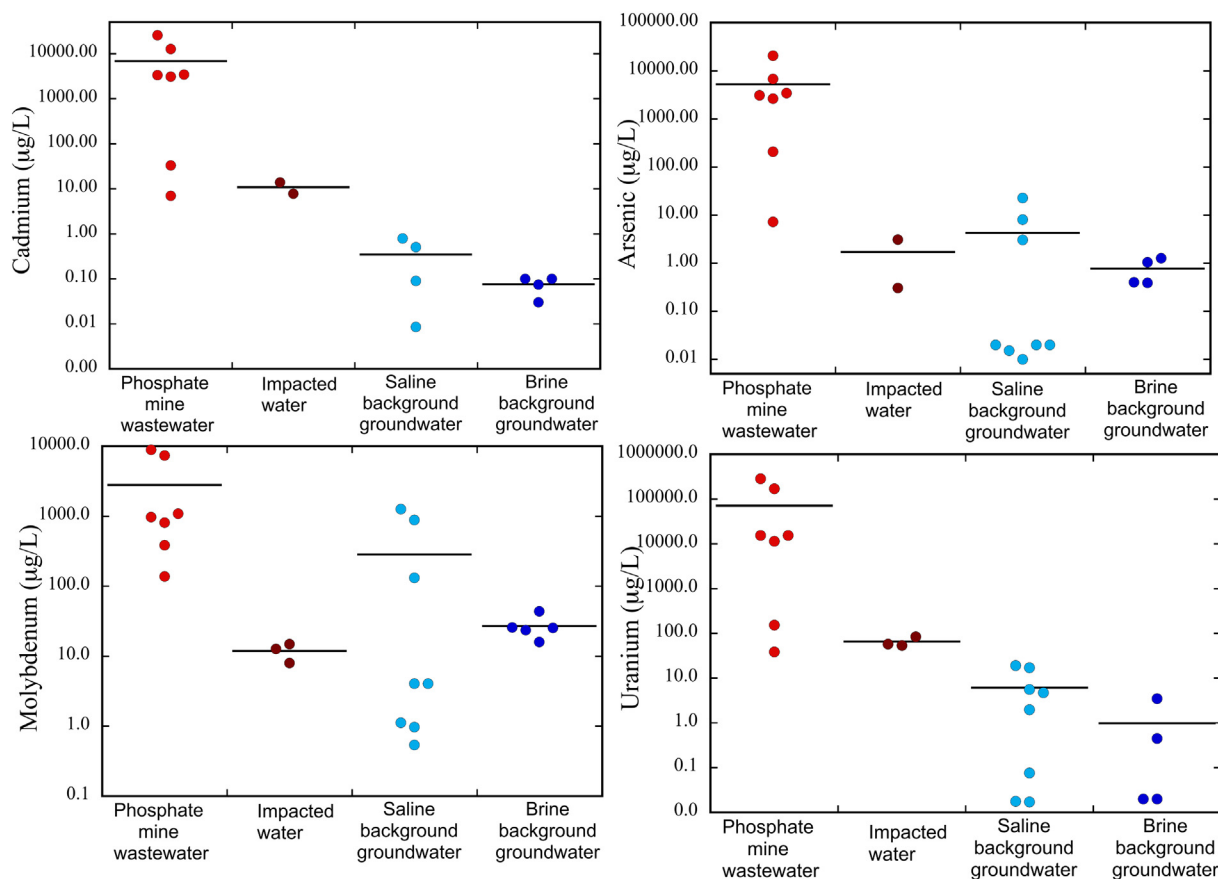 Cadmium (µg/L)
10000.00
1000.00
100.00
10.00
1.00
0.10
0.01
0.00
Phosphate
mine
wastewater
Impacted
water
Saline
background
groundwater
Brine
background
groundwater
Arsenic (µg/L)
100000.00
10000.00
1000.00
100.00
10.00
1.00
0.10
0.01
Phosphate
mine
wastewater
Impacted
water
Saline
background
groundwater
Brine
background
groundwater
Molybdenum (µg/L)
10000.0
1000.0
100.0
10.0
1.0
0.1
Phosphate
mine
wastewater
Impacted
water
Saline
background
groundwater
Brine
background
groundwater
Uranium (µg/L)
1000000.0
100000.0
10000.0
1000.0
100.0
10.0
1.0
0.1
0.0
Phosphate
mine
wastewater
Impacted
water
Saline
background
groundwater
Brine
background
groundwater